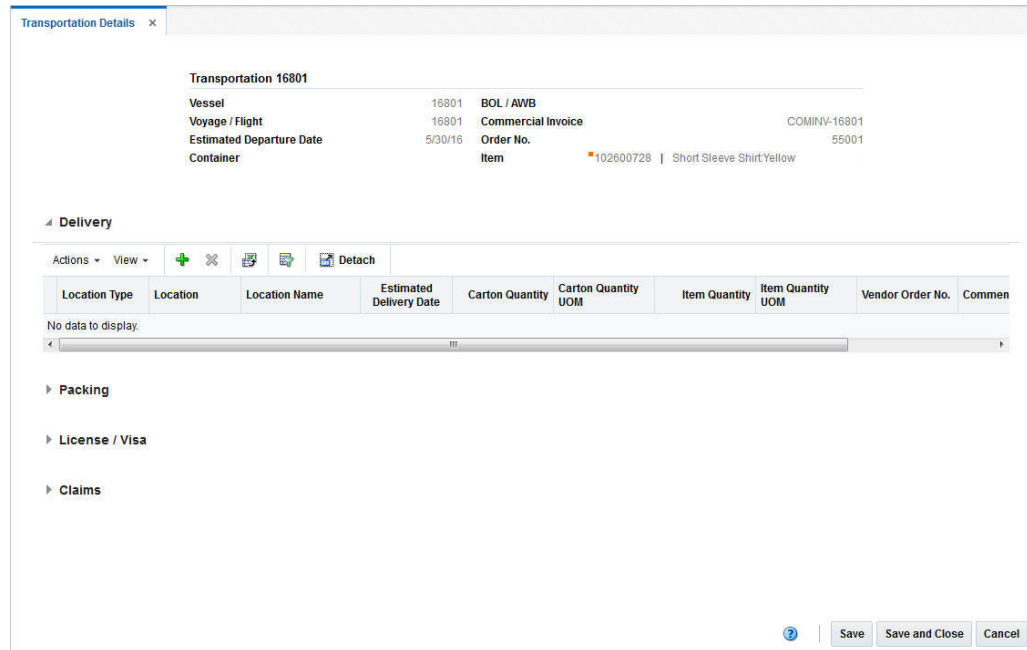 Transportation Details ×
Transportation 16801
Vessel 16801 BOL / AWB
Voyage / Flight 16801 Commercial Invoice COMINV-16801
Estimated Departure Date 5/30/16 Order No. 55001
Container Item 102600728 | Short Sleeve Shirt:Yellow
Delivery
Actions View Detach
Location Type Location Location Name Estimated Delivery Date Carton Quantity Carton Quantity UOM Item Quantity Item Quantity UOM Vendor Order No. Commen
No data to display.
Packing
License / Visa
Claims
? Save Save and Close Cancel